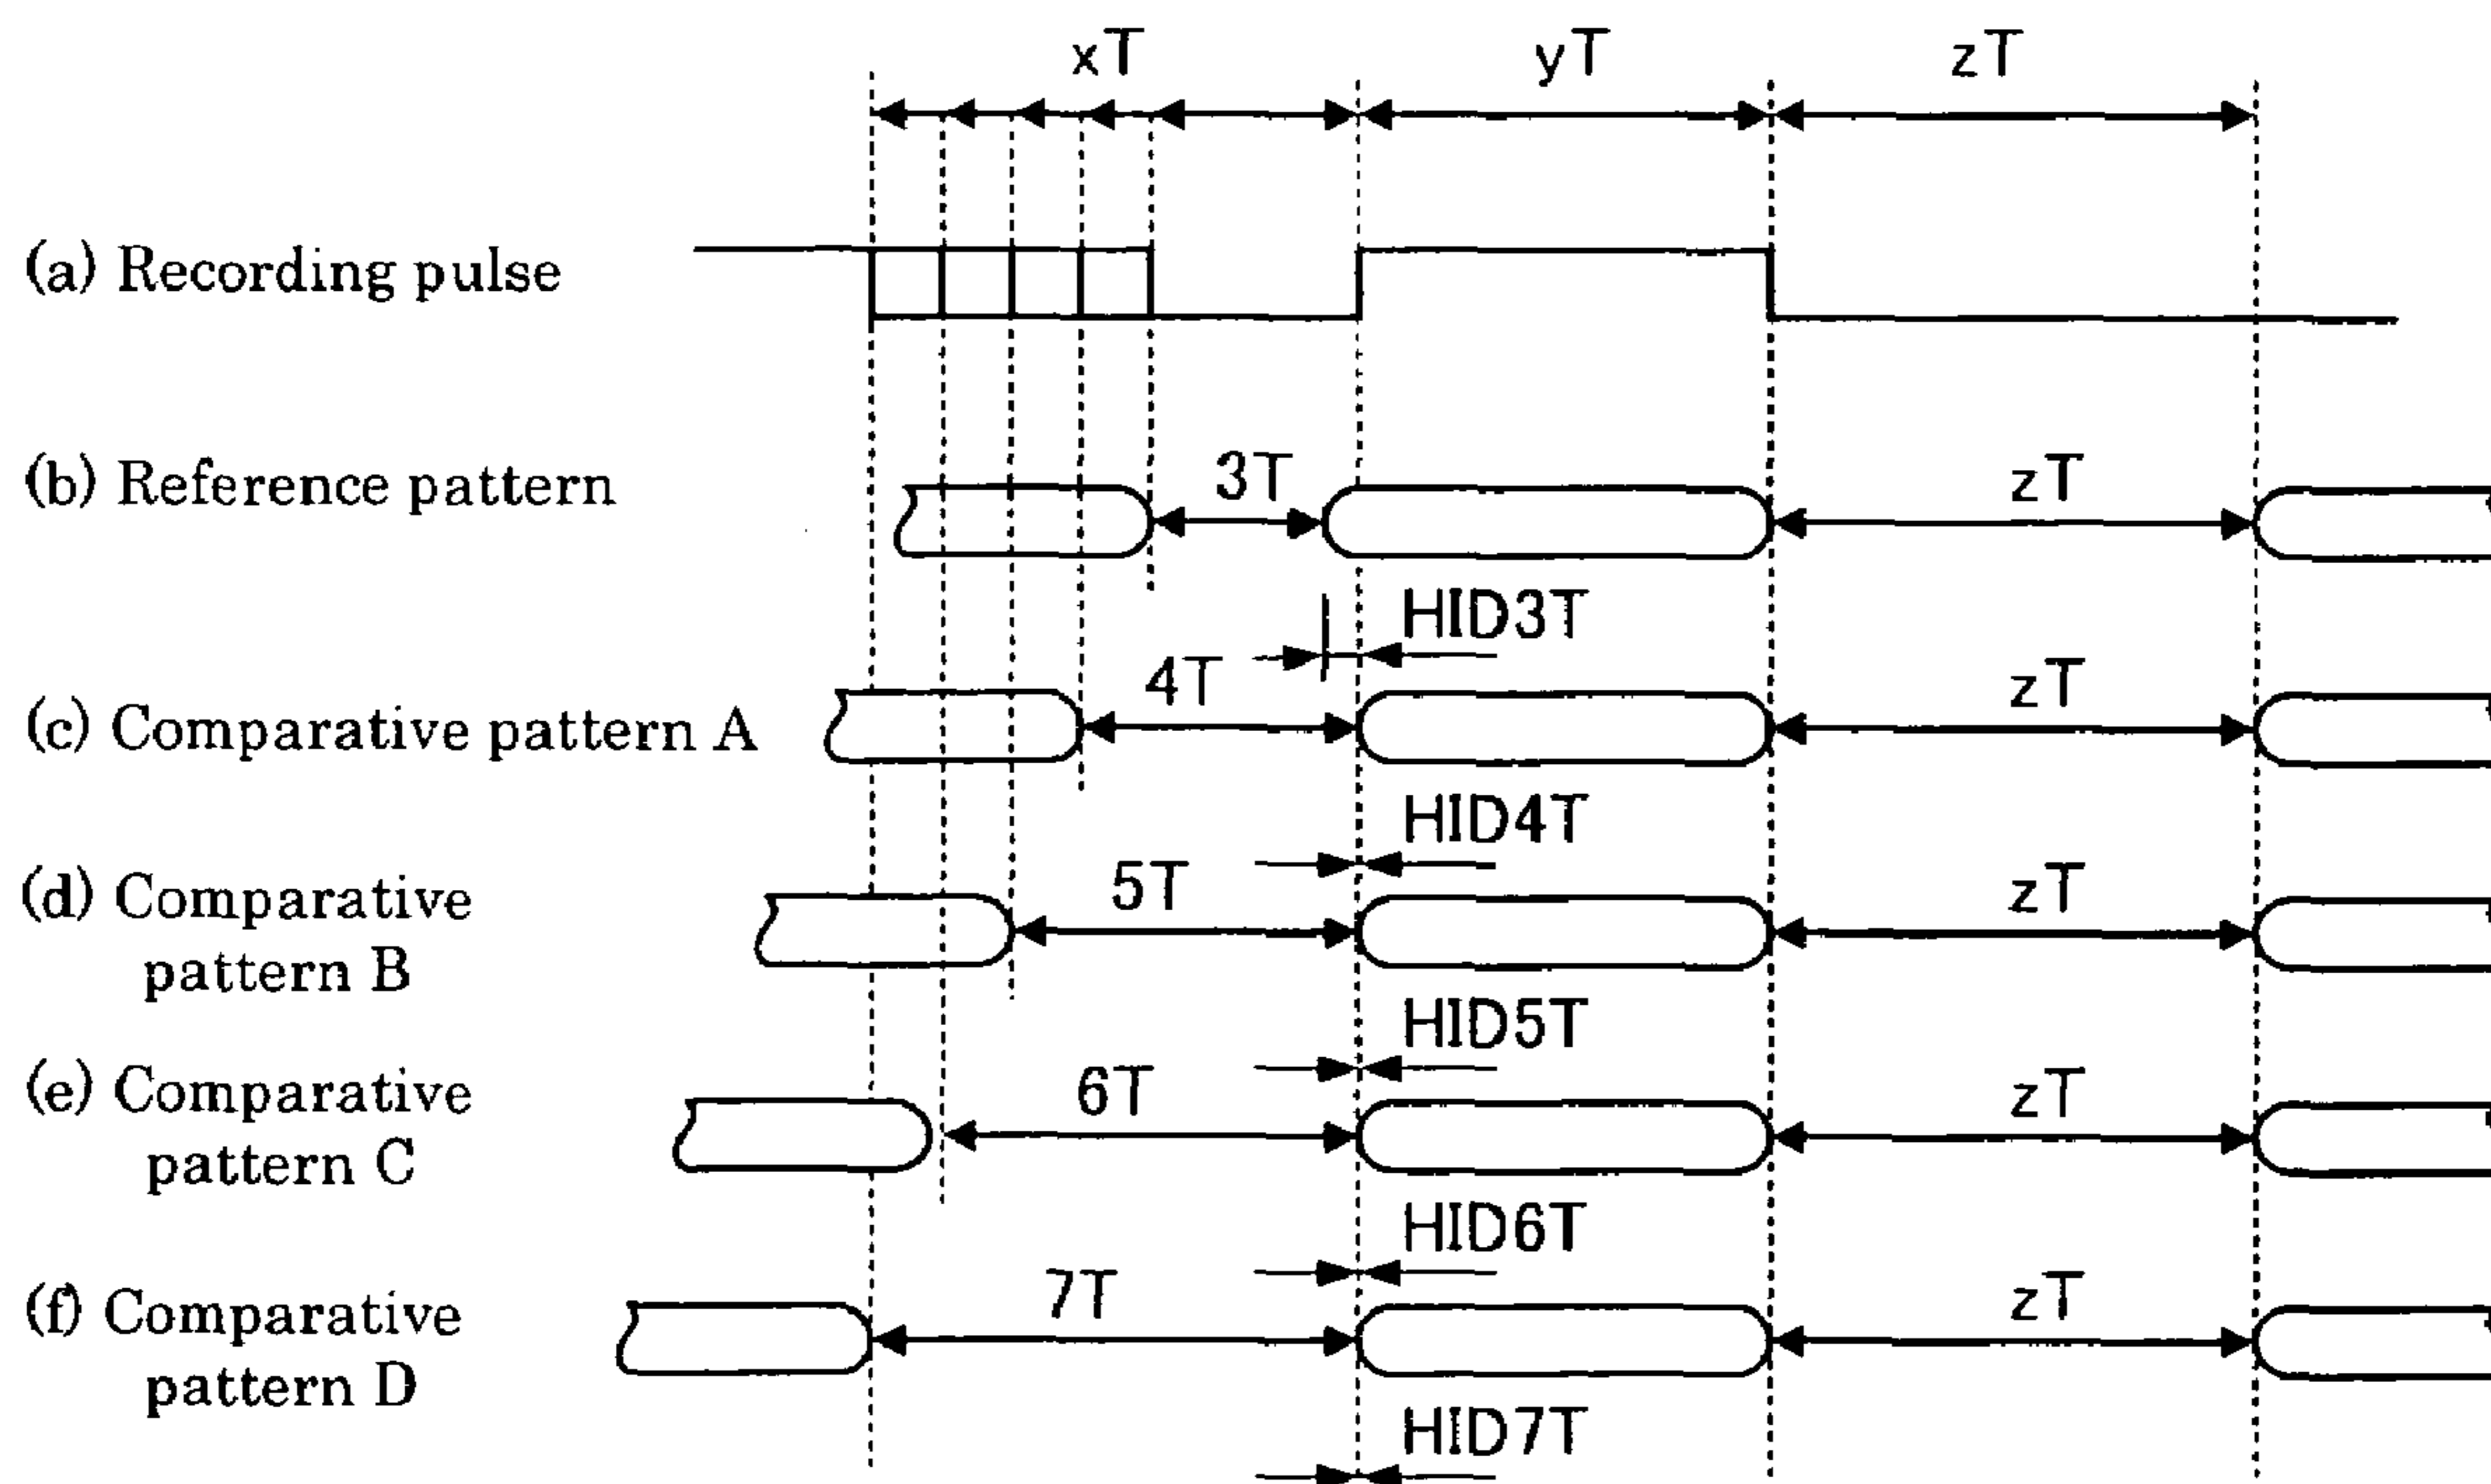 xT yT zT
(a) Recording pulse
(b) Reference pattern 3T zT
HID3T
(c) Comparative pattern A 4T zT
HID4T
(d) Comparative
pattern B
5T zT
HID5T
(e) Comparative
pattern C
6T zT
HID6T
(f) Comparative
pattern D
7T zT
HID7T